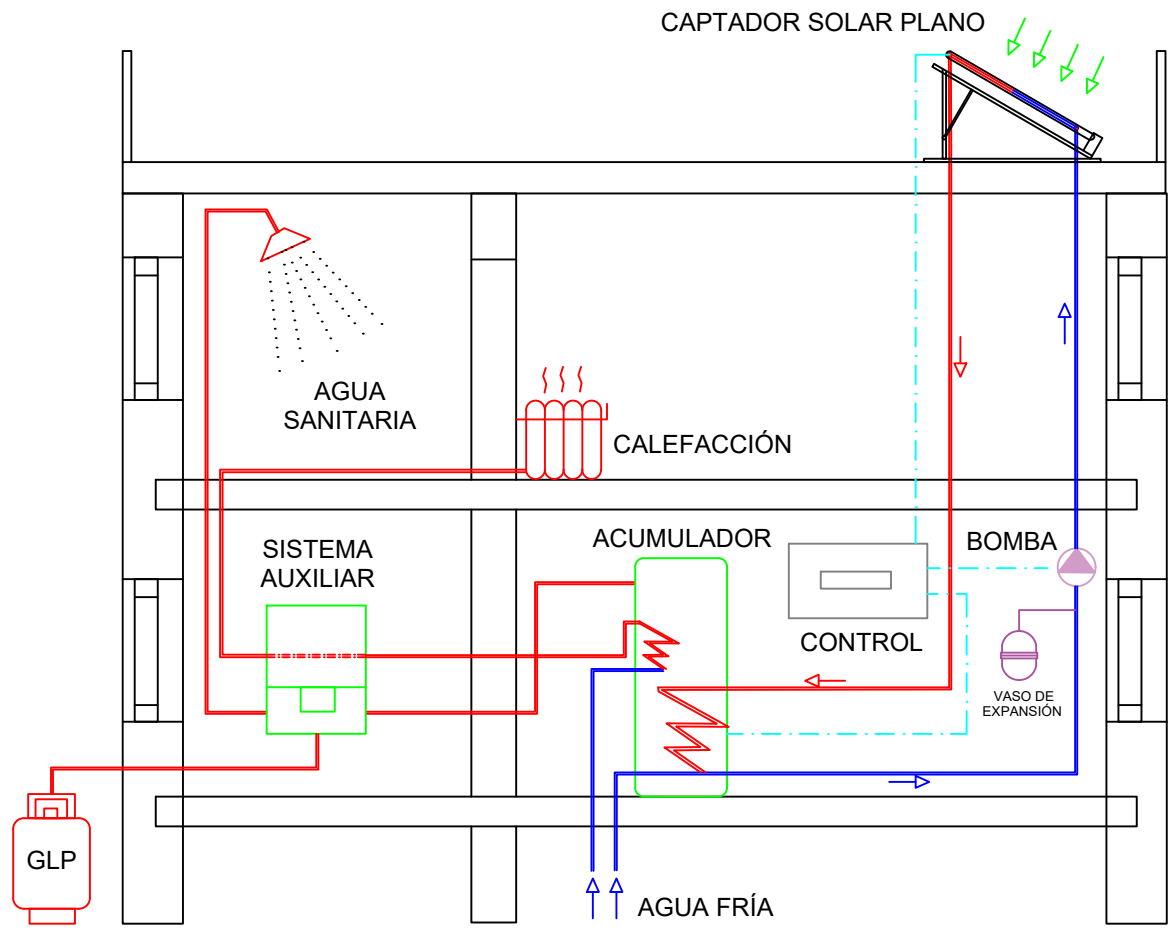 CAPTADOR SOLAR PLANO
AGUA
SANITARIA
CALEFACCIÓN
SISTEMA
AUXILIAR
ACUMULADOR
BOMBA
CONTROL
VASO DE
EXPANSIÓN
GLP
AGUA FRÍA